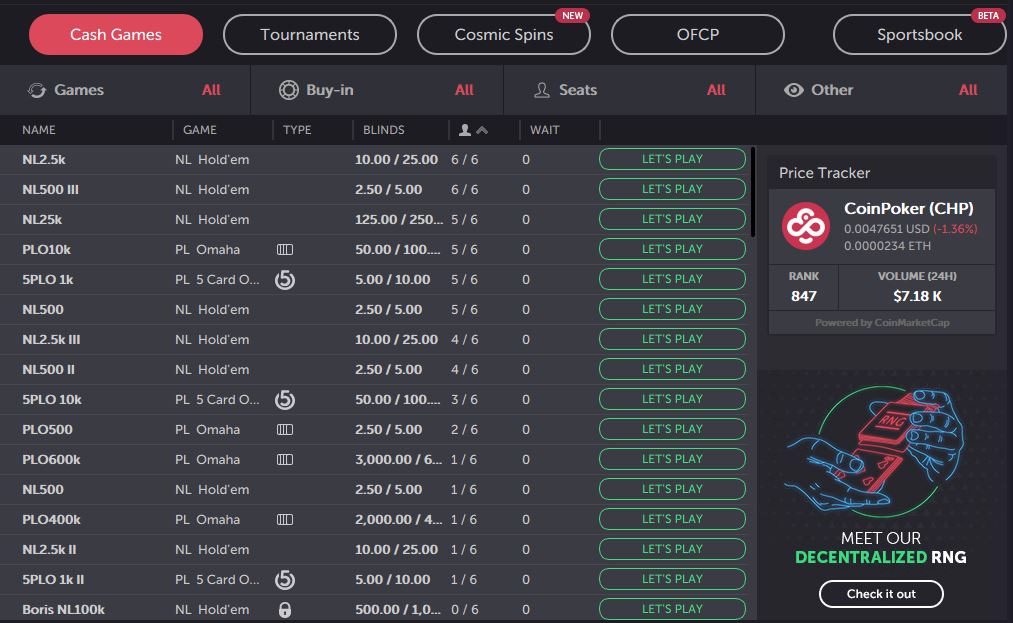 NEW
BETA
Cash Games Tournaments Cosmic Spins OFCP Sportsbook
Games All Buy-in All Seats All Other All
NAME GAME TYPE BLINDS WAIT
NL2.5k NL Hold'em 10.00 / 25.00 6 / 6 0 LET'S PLAY
NL500 III NL Hold'em 2.50 / 5.00 6 / 6 0 LET'S PLAY
NL25k NL Hold'em 125.00 / 250... 5 / 6 0 LET'S PLAY
PLO10k PL Omaha 50.00 / 100.... 5 / 6 0 LET'S PLAY
5PLO 1k PL 5 Card O... 5 5.00 / 10.00 5 / 6 0 LET'S PLAY
NL500 NL Hold'em 2.50 / 5.00 5 / 6 0 LET'S PLAY
NL2.5k III NL Hold'em 10.00 / 25.00 4 / 6 0 LET'S PLAY
NL500 II NL Hold'em 2.50 / 5.00 4 / 6 0 LET'S PLAY
5PLO 10k PL 5 Card O... 5 50.00 / 100.... 3 / 6 0 LET'S PLAY
PLO500 PL Omaha 2.50 / 5.00 2 / 6 0 LET'S PLAY
PLO600k PL Omaha 3,000.00 / 6... 1 / 6 0 LET'S PLAY
NL500 NL Hold'em 2.50 / 5.00 1 / 6 0 LET'S PLAY
PLO400k PL Omaha 2,000.00 / 4... 1 / 6 0 LET'S PLAY
NL2.5k II NL Hold'em 10.00 / 25.00 1 / 6 0 LET'S PLAY
5PLO 1k II PL 5 Card O... 5 5.00 / 10.00 1 / 6 0 LET'S PLAY
Boris NL100k NL Hold'em 500.00 / 1,0... 0 / 6 0 LET'S PLAY
Price Tracker
CoinPoker (CHP)
0.0047651 USD (-1.36%)
0.0000234 ETH
RANK VOLUME (24H)
847 $7.18 K
Powered by CoinMarketCap
RNG
MEET OUR
DECENTRALIZED RNG
Check it out